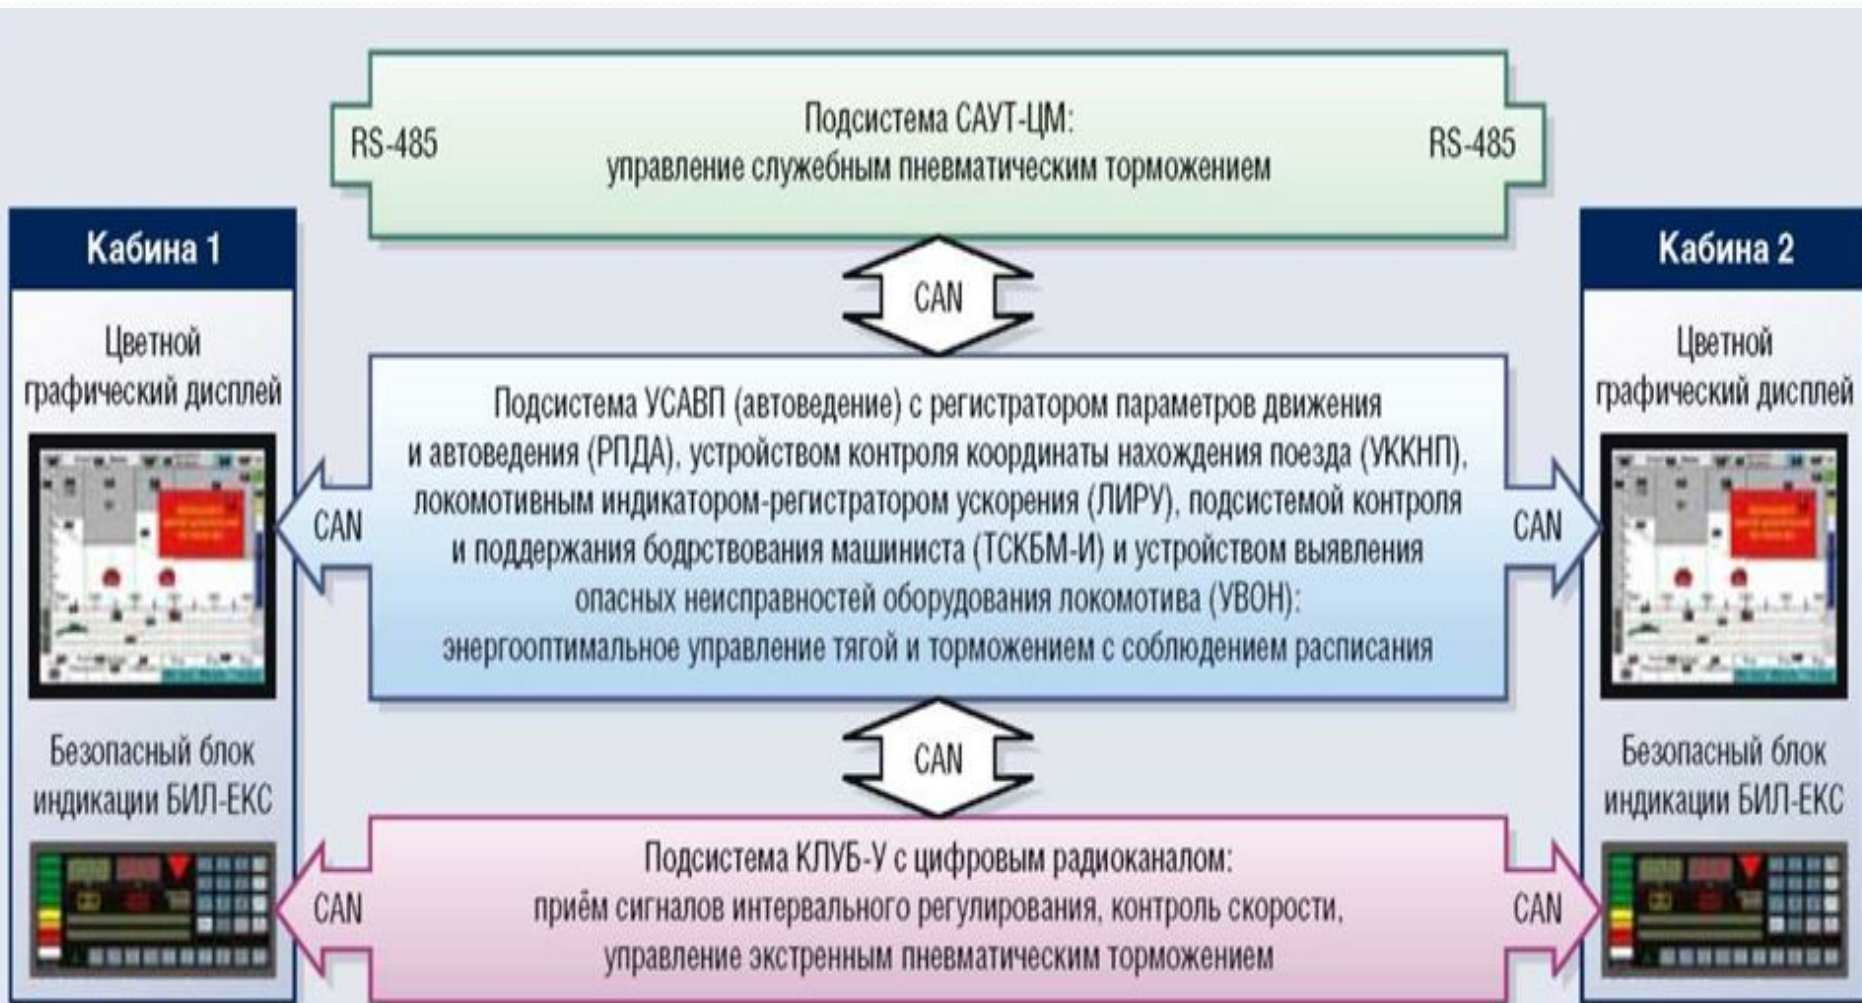 Подсистема САУТ-ЦМ:
управление служебным пневматическим торможением
RS-485
RS-485
CAN
Кабина 1
Цветной
графический дисплей
Безопасный блок
индикации БИЛ-ЕКС
CAN
Подсистема УСАВП (автоведение) с регистратором параметров движения
и автоведения (РПДА), устройством контроля координаты нахождения поезда (УККНП),
локомотивным индикатором-регистратором ускорения (ЛИРУ), подсистемой контроля
и поддержания бодрствования машиниста (ТСКБМ-И) и устройством выявления
опасных неисправностей оборудования локомотива (УВОН):
энергооптимальное управление тягой и торможением с соблюдением расписания
CAN
Кабина 2
Цветной
графический дисплей
Безопасный блок
индикации БИЛ-ЕКС
CAN
CAN
Подсистема КЛУБ-У с цифровым радиоканалом:
приём сигналов интервального регулирования, контроль скорости,
управление экстренным пневматическим торможением
CAN